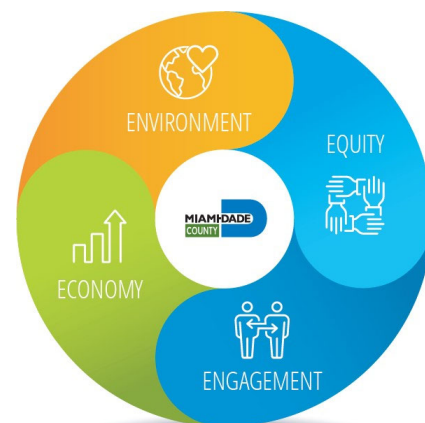 ENVIRONMENT
EQUITY
MIAMI-DADE
COUNTY
ECONOMY
ENGAGEMENT